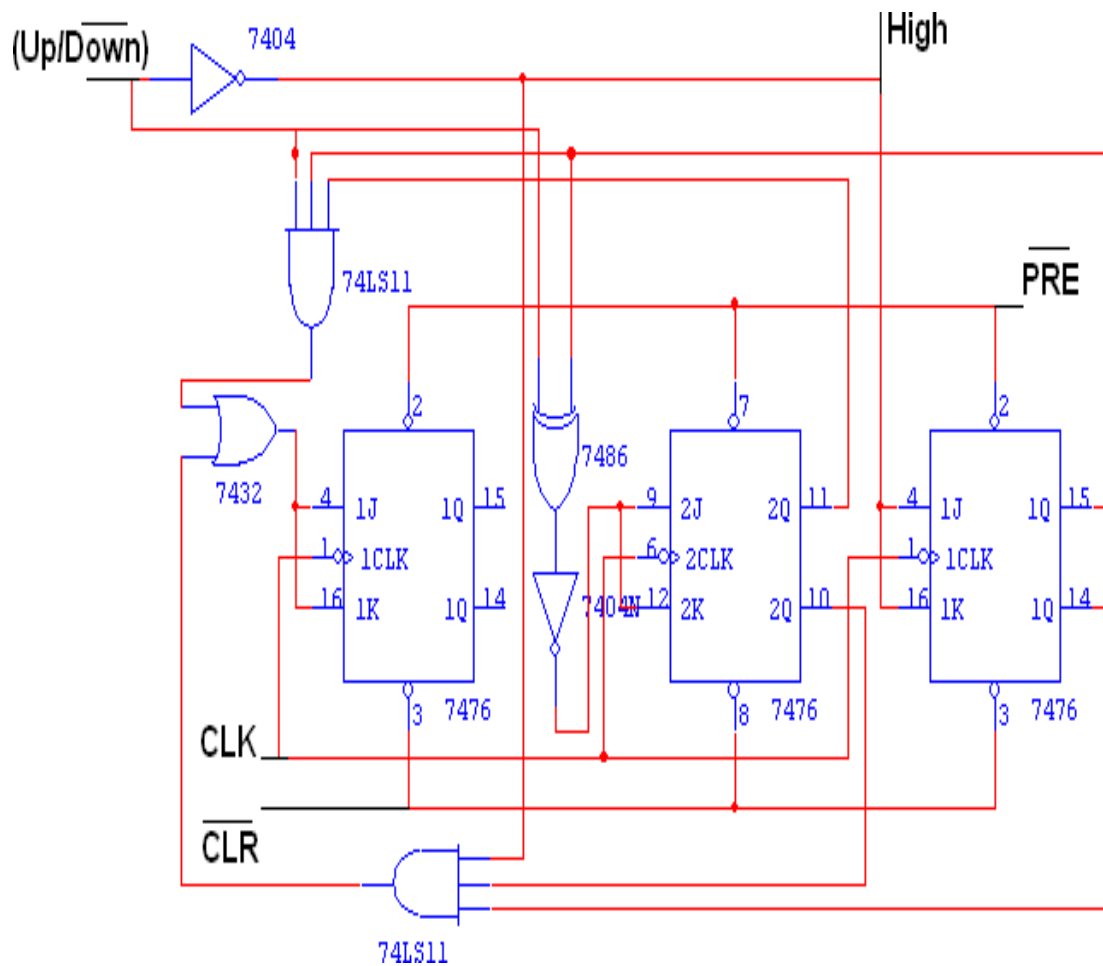 (Up/Down)
7404
High
74LS11
PRE
7432
7486
7404N
2
4 1J 1Q 15
1 1CLK
16 1K 1Q 14
3 7476
7
9 2J 2Q 11
6 2CLK
12 2K 2Q 10
8 7476
2
4 1J 1Q 15
1 1CLK
16 1K 1Q 14
3 7476
CLK
CLR
74LS11